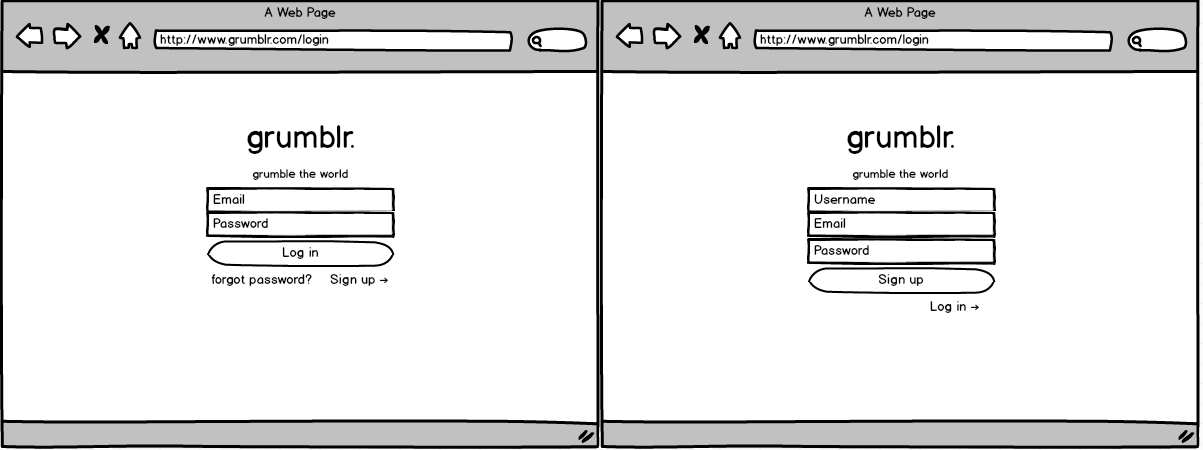 A Web Page
http://www.grumblr.com/login
grumblr.
grumble the world
Email
Password
Log in
forgot password? Sign up →
A Web Page
http://www.grumblr.com/login
grumblr.
grumble the world
Username
Email
Password
Sign up
Log in →